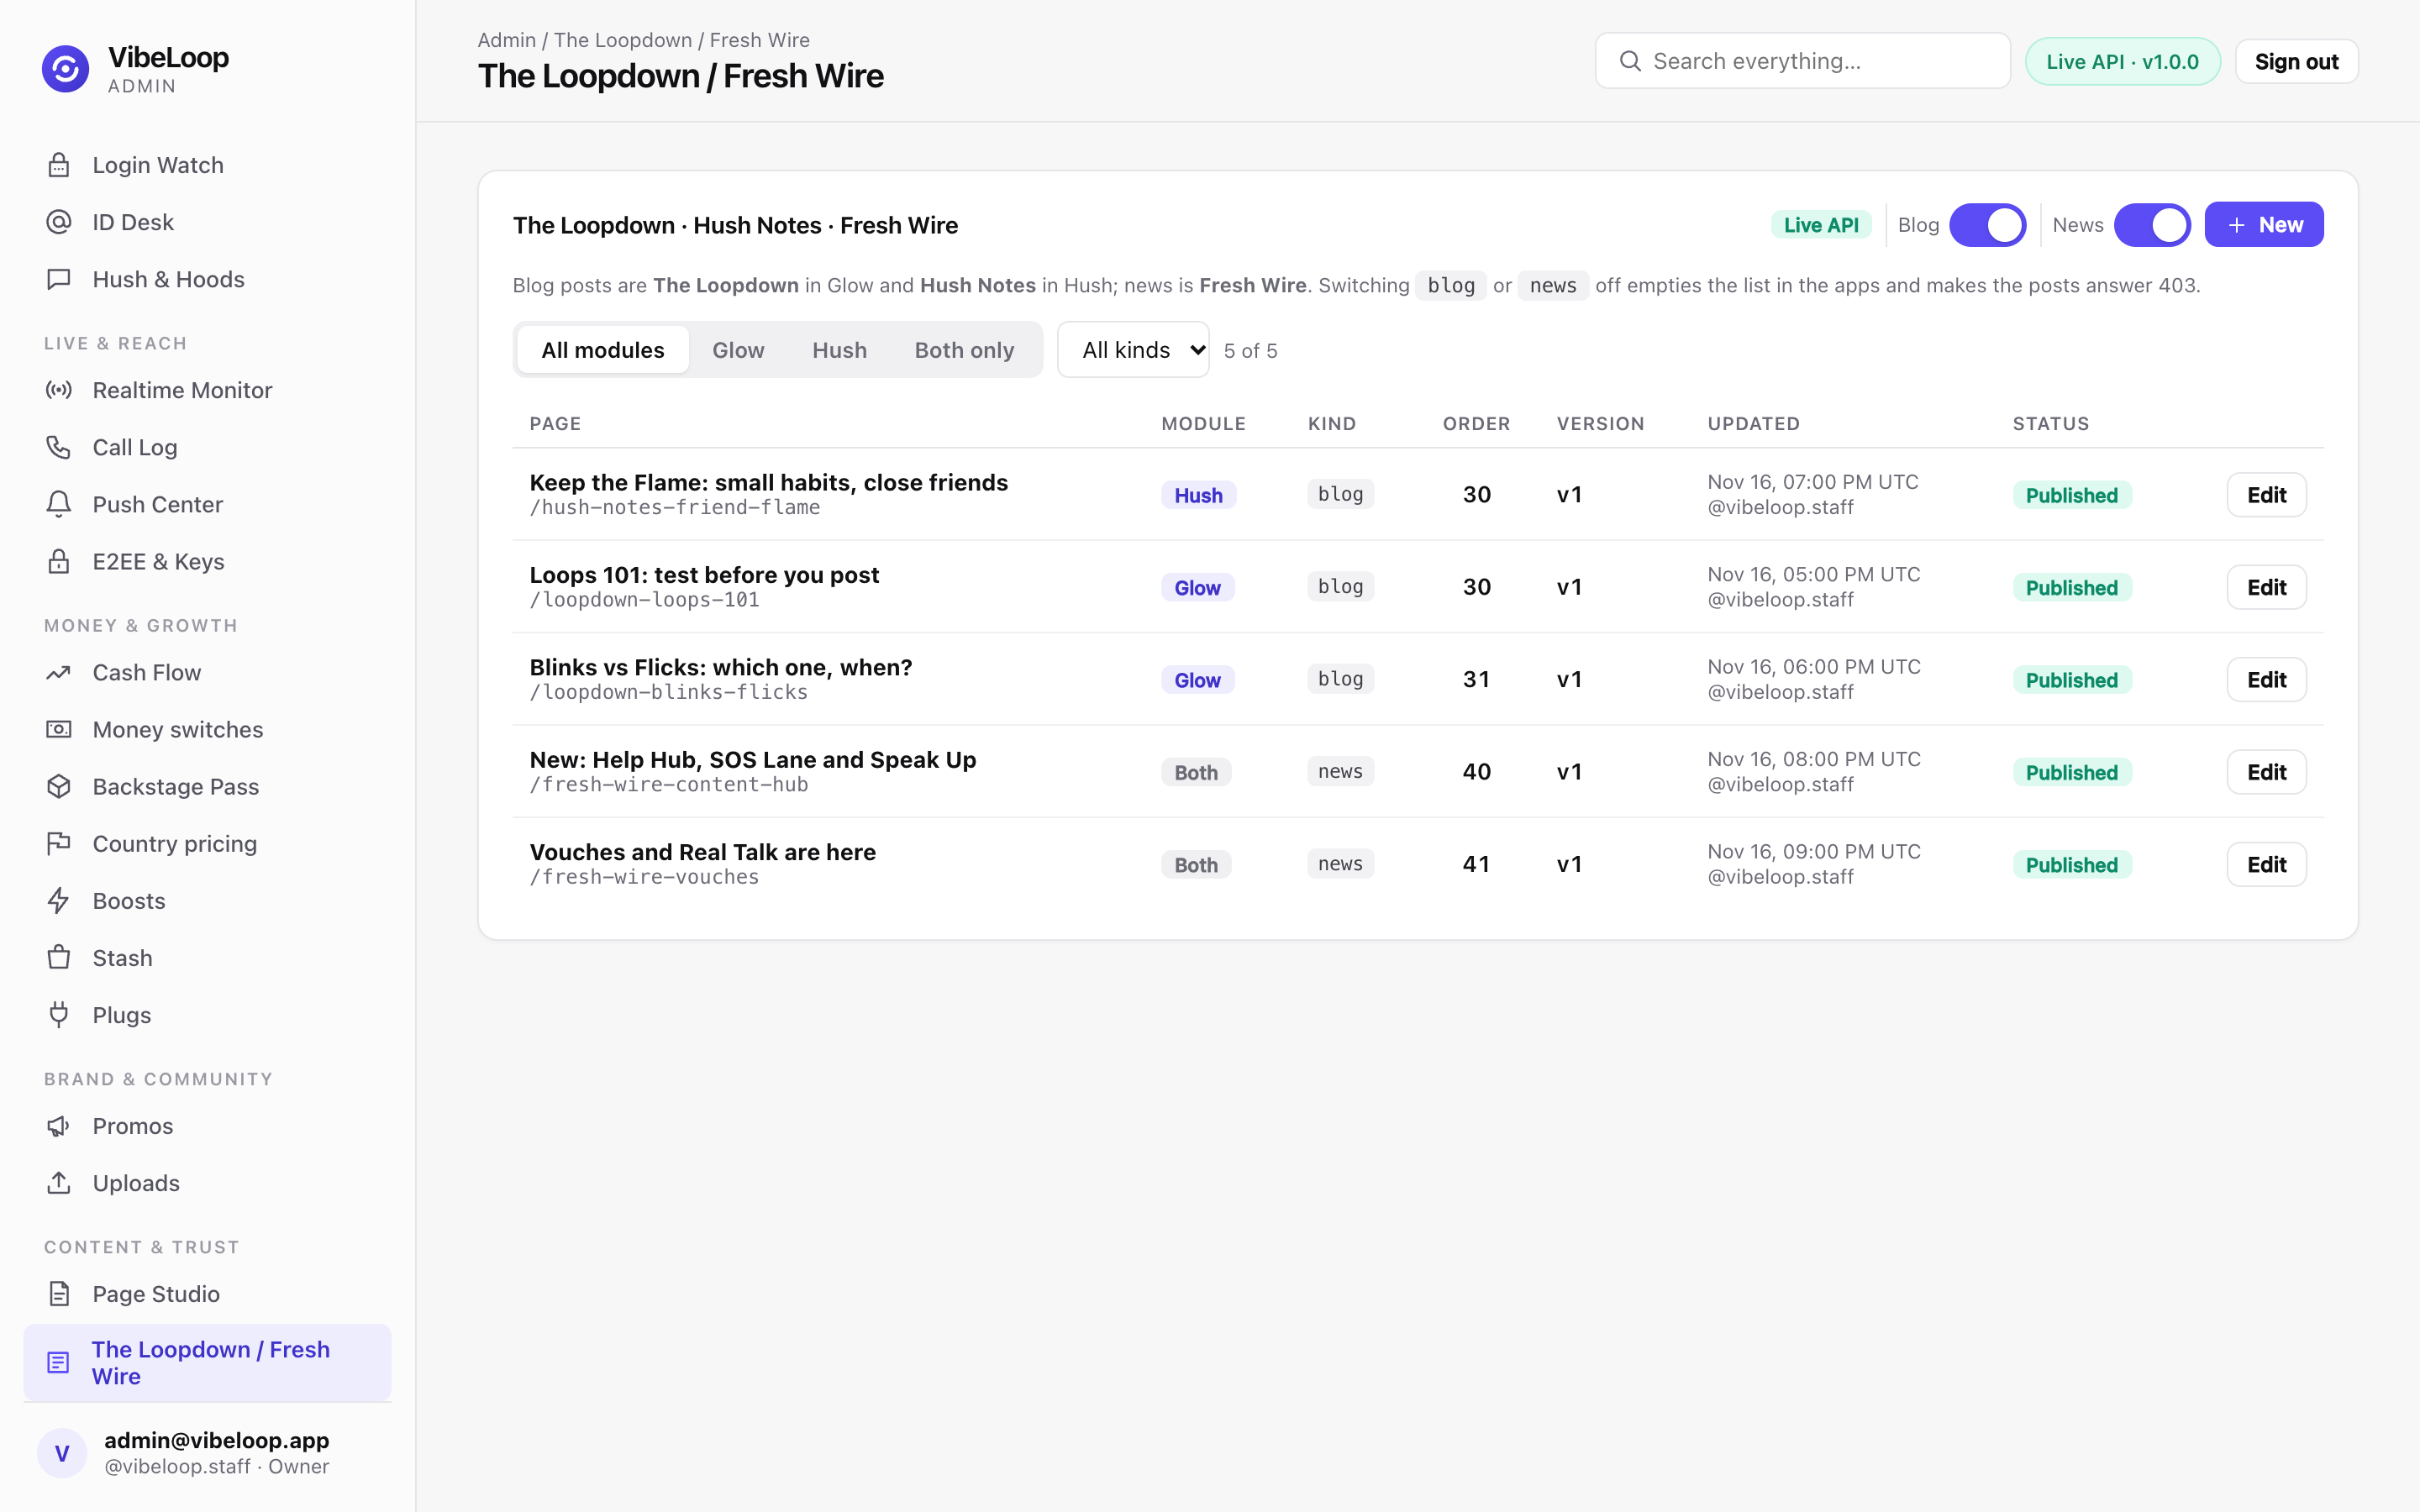 VibeLoop
ADMIN
Login Watch
ID Desk
Hush & Hoods
LIVE & REACH
Realtime Monitor
Call Log
Push Center
E2EE & Keys
MONEY & GROWTH
Cash Flow
Money switches
Backstage Pass
Country pricing
Boosts
Stash
Plugs
BRAND & COMMUNITY
Promos
Uploads
CONTENT & TRUST
Page Studio
The Loopdown / Fresh
Wire
V
admin@vibeloop.app
@vibeloop.staff · Owner
Admin / The Loopdown / Fresh Wire
The Loopdown / Fresh Wire
Search everything...
Live API · v1.0.0
Sign out
The Loopdown · Hush Notes · Fresh Wire
Live API
Blog
News
+ New
Blog posts are The Loopdown in Glow and Hush Notes in Hush; news is Fresh Wire. Switching blog or news off empties the list in the apps and makes the posts answer 403.
All modules Glow Hush Both only All kinds 5 of 5
PAGE MODULE KIND ORDER VERSION UPDATED STATUS
Keep the Flame: small habits, close friends
/hush-notes-friend-flame
Hush blog 30 v1
Nov 16, 07:00 PM UTC
@vibeloop.staff
Published Edit
Loops 101: test before you post
/loopdown-loops-101
Glow blog 30 v1
Nov 16, 05:00 PM UTC
@vibeloop.staff
Published Edit
Blinks vs Flicks: which one, when?
/loopdown-blinks-flicks
Glow blog 31 v1
Nov 16, 06:00 PM UTC
@vibeloop.staff
Published Edit
New: Help Hub, SOS Lane and Speak Up
/fresh-wire-content-hub
Both news 40 v1
Nov 16, 08:00 PM UTC
@vibeloop.staff
Published Edit
Vouches and Real Talk are here
/fresh-wire-vouches
Both news 41 v1
Nov 16, 09:00 PM UTC
@vibeloop.staff
Published Edit